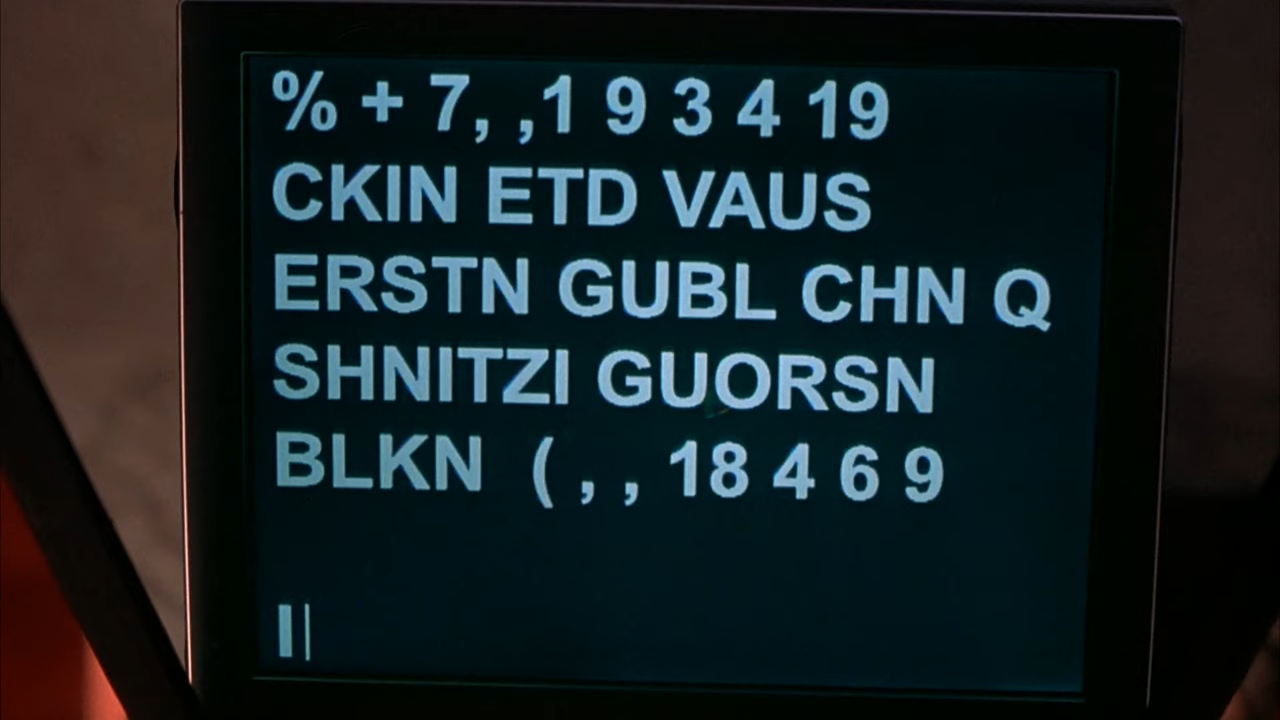 % + 7, ,1 9 3 4 19
CKIN ETD VAUS
ERSTN GUBL CHN Q
SHNITZI GUORSN
BLKN ( , , 18 4 6 9